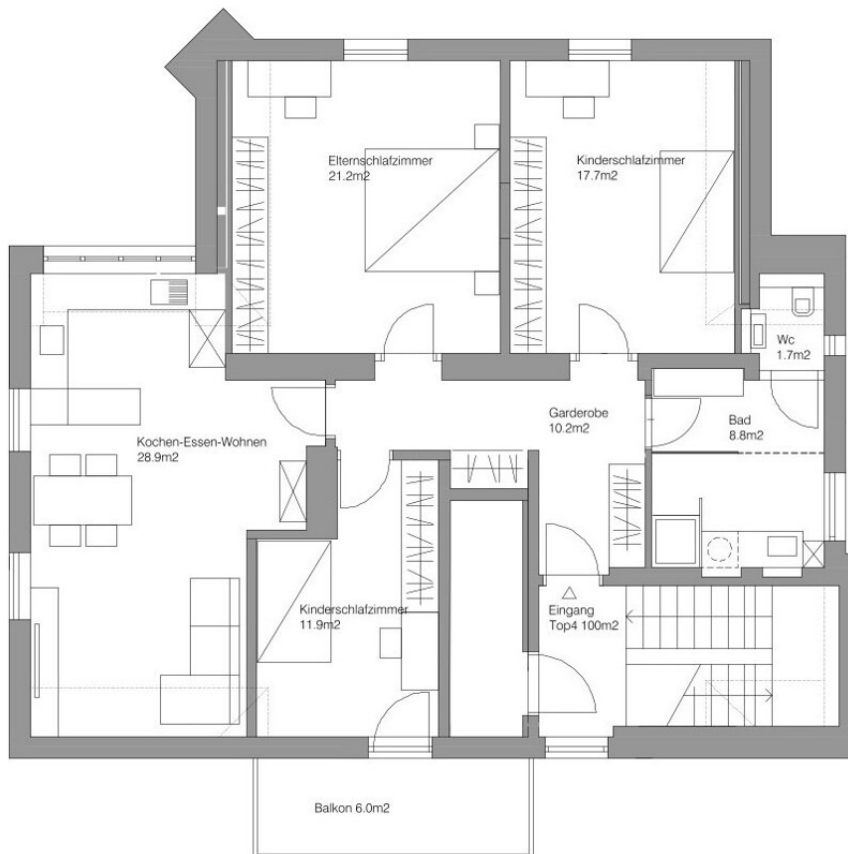 Elternschlafzimmer
21.2m2
Kinderschlafzimmer
17.7m2
Wc
1.7m2
Garderobe
10.2m2
Bad
8.8m2
Kochen-Essen-Wohnen
28.9m2
Kinderschlafzimmer
11.9m2
Eingang
Top4 100m2
Balkon 6.0m2